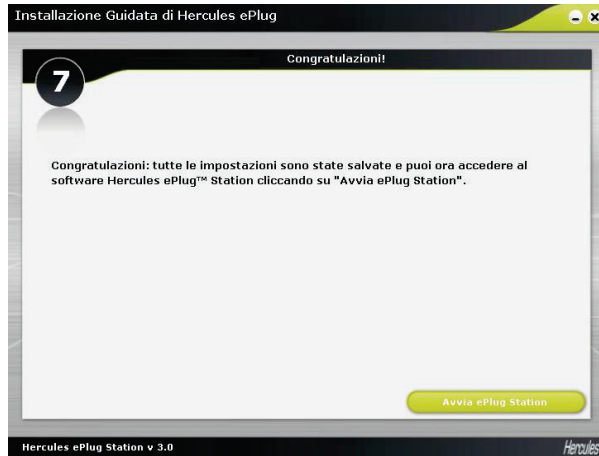 Installazione Guidata di Hercules ePlug
Congratulazioni!
7
Congratulazioni: tutte le impostazioni sono state salvate e puoi ora accedere al
software Hercules ePlug™ Station cliccando su "Avvia ePlug Station".
Avvia ePlug Station
Hercules ePlug Station v 3.0
Hercules